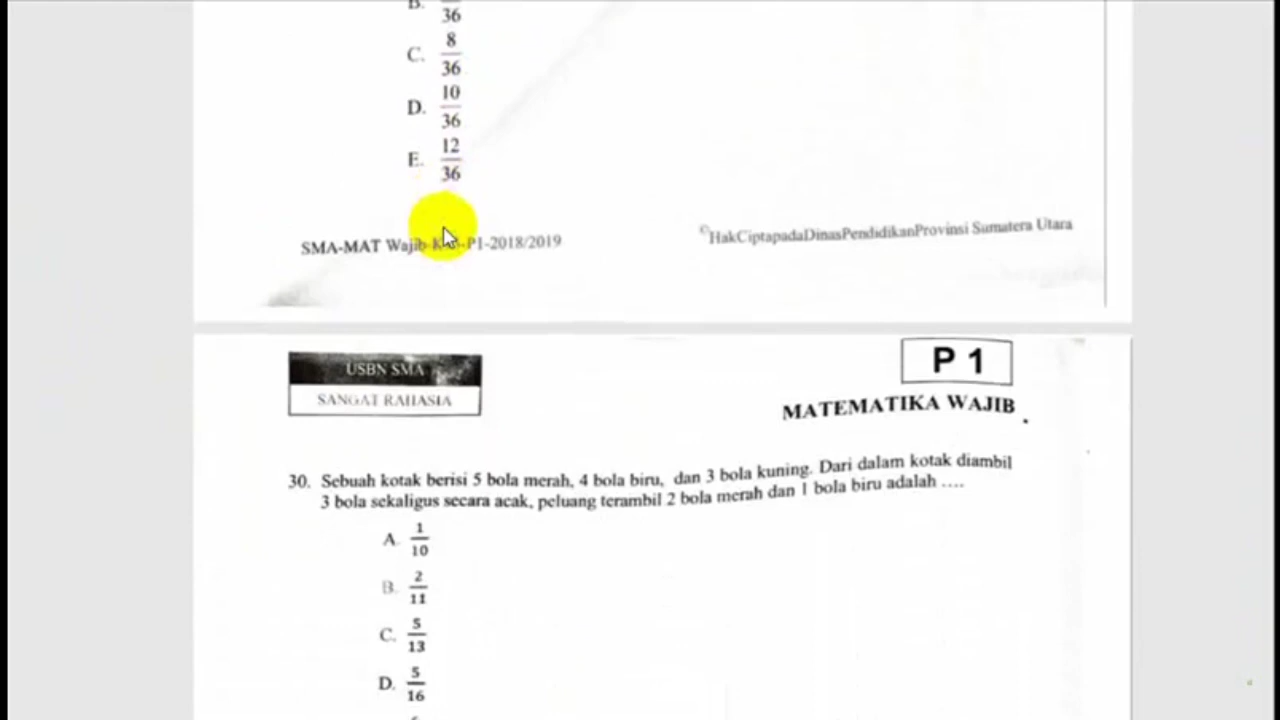 B.
36
C. 8
36
D. 10
36
E. 12
36
SMA-MAT Wajib-K13-P1-2018/2019
©HakCiptapadaDinasPendidikanProvinsi Sumatera Utara
USBN SMA
SANGAT RAHASIA
P 1
MATEMATIKA WAJIB
30. Sebuah kotak berisi 5 bola merah, 4 bola biru, dan 3 bola kuning. Dari dalam kotak diambil
3 bola sekaligus secara acak, peluang terambil 2 bola merah dan 1 bola biru adalah ....
A. 1
10
B. 2
11
C. 5
13
D. 5
16